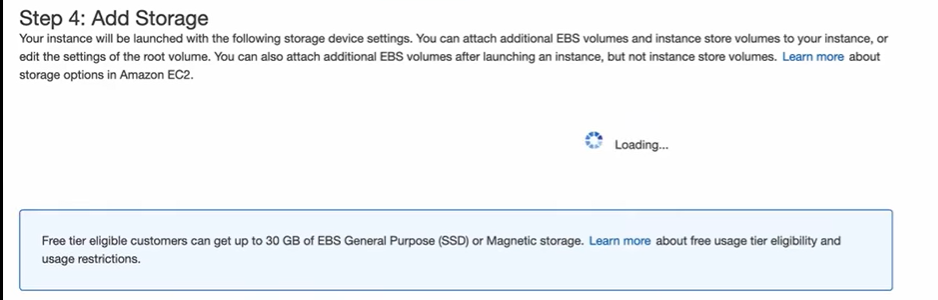 Step 4: Add Storage
Your instance will be launched with the following storage device settings. You can attach additional EBS volumes and instance store volumes to your instance, or
edit the settings of the root volume. You can also attach additional EBS volumes after launching an instance, but not instance store volumes. Learn more about
storage options in Amazon EC2.
Loading...
Free tier eligible customers can get up to 30 GB of EBS General Purpose (SSD) or Magnetic storage. Learn more about free usage tier eligibility and
usage restrictions.